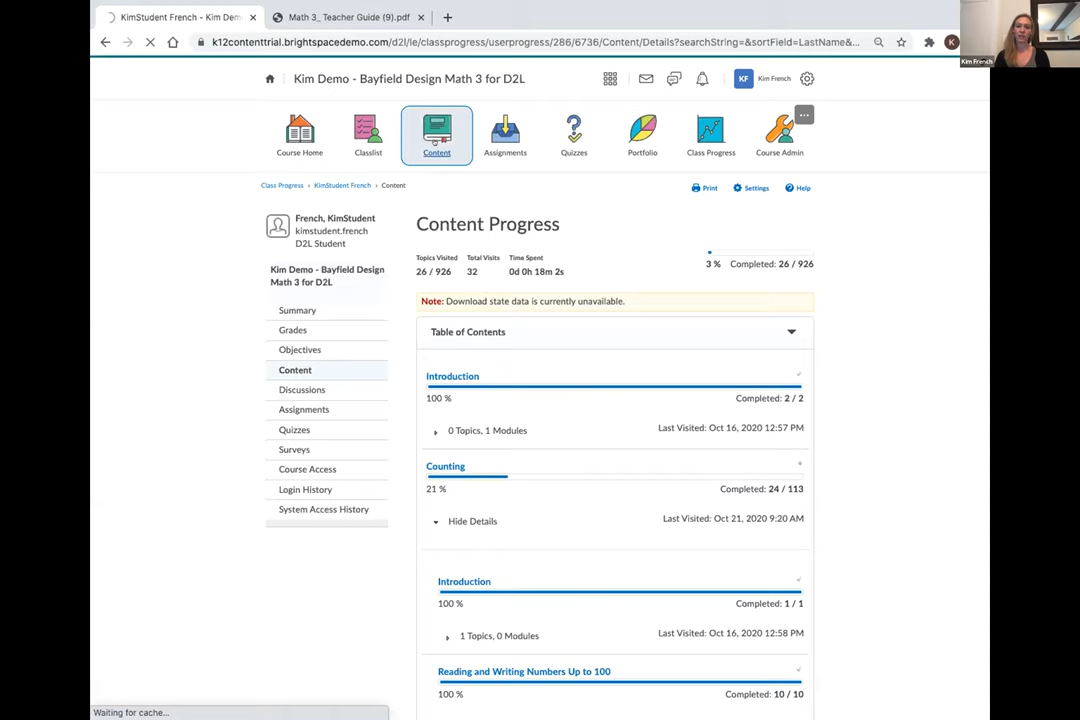 KimStudent French - Kim Dem
Math 3_ Teacher Guide (9).pdf
k12contenttrial.brightspacedemo.com/d2l/le/classprogress/userprogress/286/6736/Content/Details?searchString=&sortField=LastName&...
K
Kim French
Kim Demo - Bayfield Design Math 3 for D2L
KF
Kim French
Course Home
Classlist
Content
Assignments
Quizzes
Portfolio
Class Progress
Course Admin
Class Progress › KimStudent French › Content
Print
Settings
Help
French, KimStudent
kimstudent.french
D2L Student
Kim Demo - Bayfield Design
Math 3 for D2L
Summary
Grades
Objectives
Content
Discussions
Assignments
Quizzes
Surveys
Course Access
Login History
System Access History
Content Progress
Topics Visited Total Visits Time Spent
26 / 926 32 0d 0h 18m 2s
3 % Completed: 26 / 926
Note: Download state data is currently unavailable.
Table of Contents
Introduction
100 % Completed: 2 / 2
0 Topics, 1 Modules Last Visited: Oct 16, 2020 12:57 PM
Counting
21 % Completed: 24 / 113
Hide Details Last Visited: Oct 21, 2020 9:20 AM
Introduction
100 % Completed: 1 / 1
1 Topics, 0 Modules Last Visited: Oct 16, 2020 12:58 PM
Reading and Writing Numbers Up to 100
100 % Completed: 10 / 10
Waiting for cache...